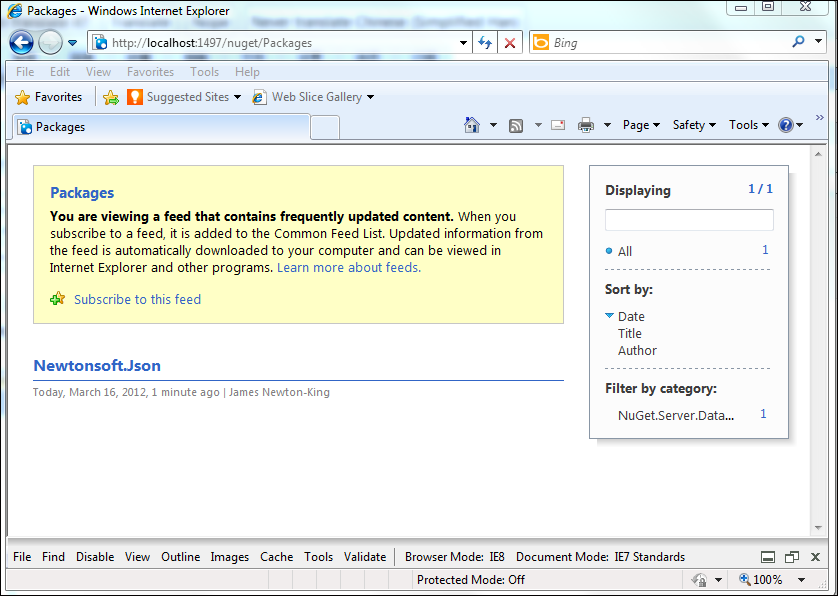 Packages - Windows Internet Explorer
http://localhost:1497/nuget/Packages
Bing
File Edit View Favorites Tools Help
Favorites Suggested Sites Web Slice Gallery
Packages
Page Safety Tools
Packages
You are viewing a feed that contains frequently updated content. When you
subscribe to a feed, it is added to the Common Feed List. Updated information from
the feed is automatically downloaded to your computer and can be viewed in
Internet Explorer and other programs. Learn more about feeds.
Subscribe to this feed
Newtonsoft.Json
Today, March 16, 2012, 1 minute ago | James Newton-King
Displaying 1 / 1
All 1
Sort by:
Date
Title
Author
Filter by category:
NuGet.Server.Data... 1
File Find Disable View Outline Images Cache Tools Validate Browser Mode: IE8 Document Mode: IE7 Standards
Protected Mode: Off 100%